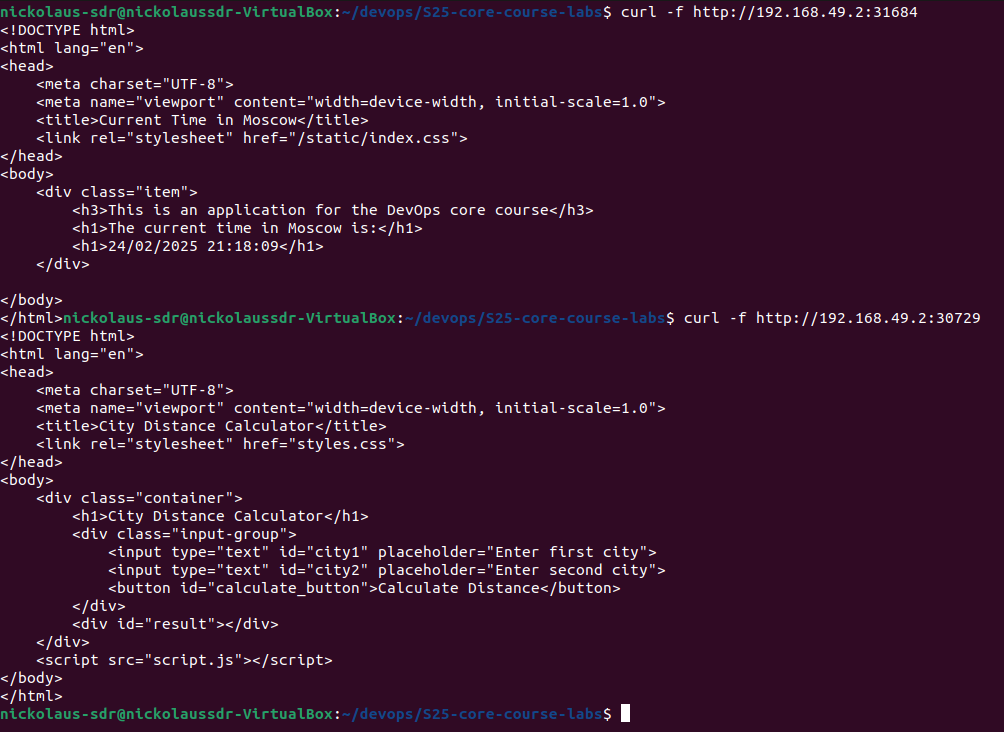 nickolaus-sdr@nickolaussdr-VirtualBox:~/devops/S25-core-course-labs$ curl -f http://192.168.49.2:31684
<!DOCTYPE html>
<html lang="en">
<head>
    <meta charset="UTF-8">
    <meta name="viewport" content="width=device-width, initial-scale=1.0">
    <title>Current Time in Moscow</title>
    <link rel="stylesheet" href="/static/index.css">
</head>
<body>
    <div class="item">
        <h3>This is an application for the DevOps core course</h3>
        <h1>The current time in Moscow is:</h1>
        <h1>24/02/2025 21:18:09</h1>
    </div>

</body>
</html>nickolaus-sdr@nickolaussdr-VirtualBox:~/devops/S25-core-course-labs$ curl -f http://192.168.49.2:30729
<!DOCTYPE html>
<html lang="en">
<head>
    <meta charset="UTF-8">
    <meta name="viewport" content="width=device-width, initial-scale=1.0">
    <title>City Distance Calculator</title>
    <link rel="stylesheet" href="styles.css">
</head>
<body>
    <div class="container">
        <h1>City Distance Calculator</h1>
        <div class="input-group">
            <input type="text" id="city1" placeholder="Enter first city">
            <input type="text" id="city2" placeholder="Enter second city">
            <button id="calculate_button">Calculate Distance</button>
        </div>
        <div id="result"></div>
    </div>
    <script src="script.js"></script>
</body>
</html>
nickolaus-sdr@nickolaussdr-VirtualBox:~/devops/S25-core-course-labs$